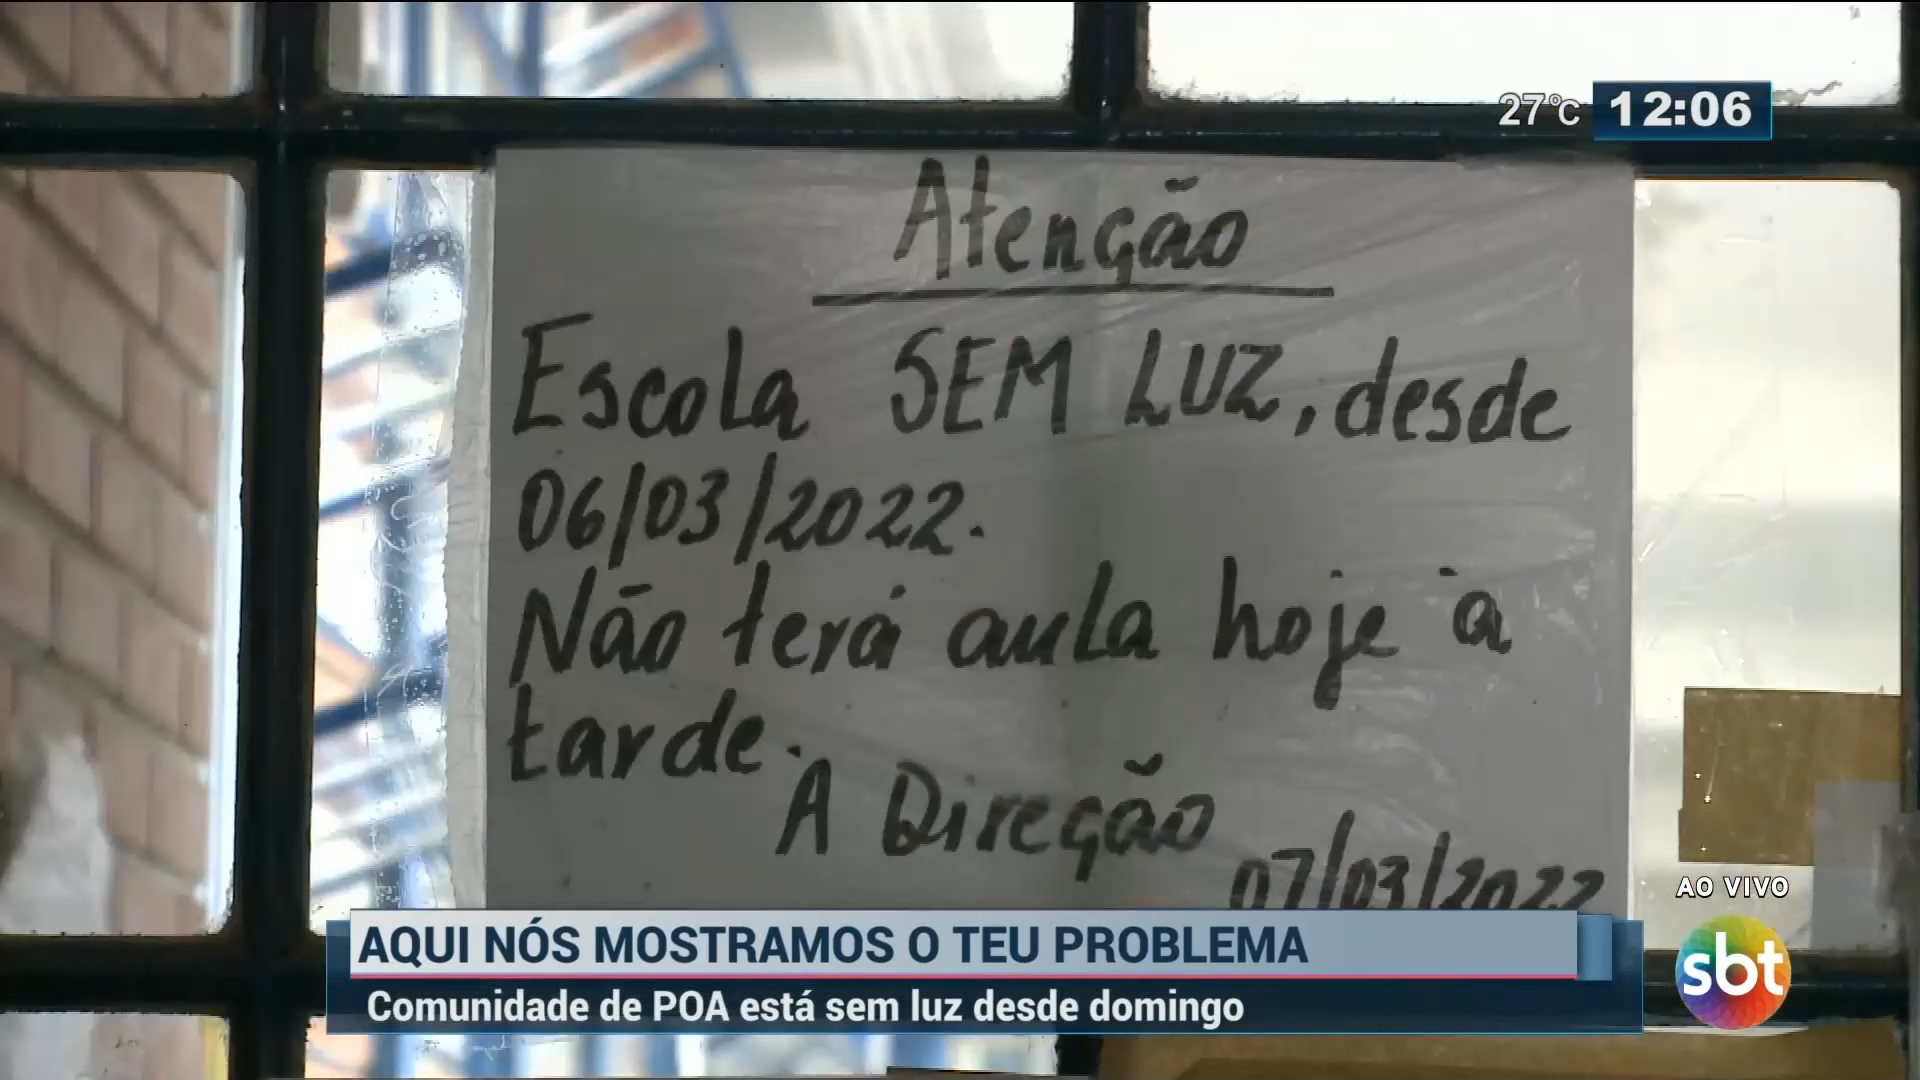 27°C 12:06
Atenção
Escola SEM LUZ, desde
06/03/2022.
Não terá aula hoje à
tarde.
A Direção
07/03/2022
AO VIVO
sbt
AQUI NÓS MOSTRAMOS O TEU PROBLEMA
Comunidade de POA está sem luz desde domingo